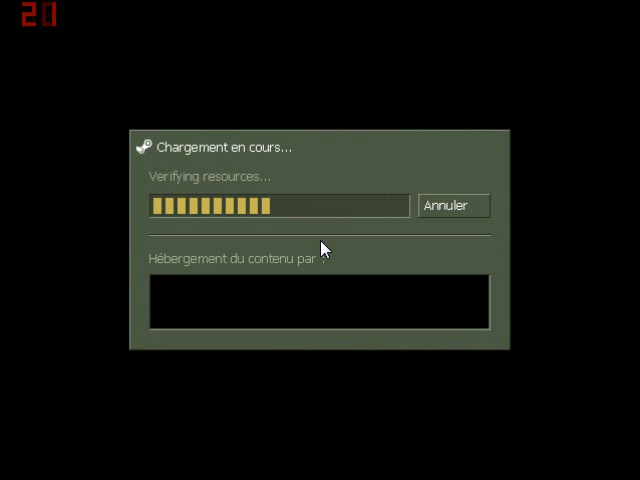 20
Chargement en cours...
Verifying resources...
Annuler
Hébergement du contenu par :